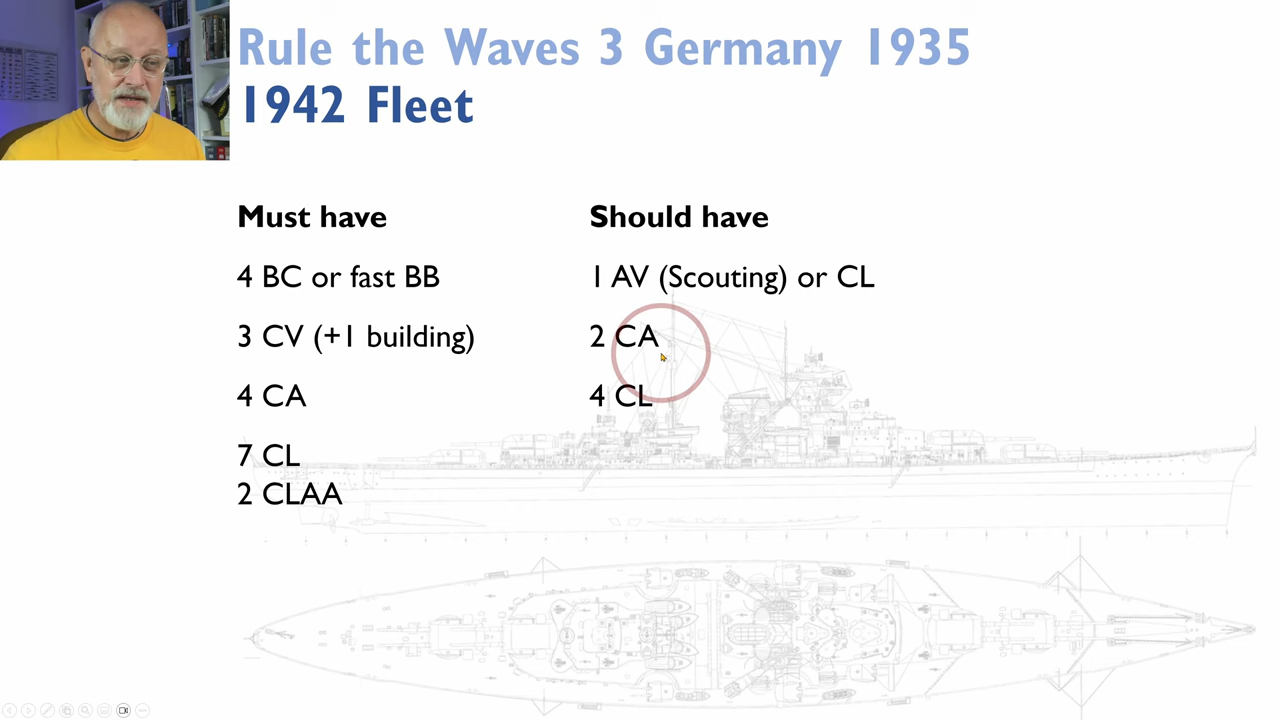 Rule the Waves 3 Germany 1935
1942 Fleet
Must have
4 BC or fast BB
3 CV (+1 building)
4 CA
7 CL
2 CLAA
Should have
1 AV (Scouting) or CL
2 CA
4 CL